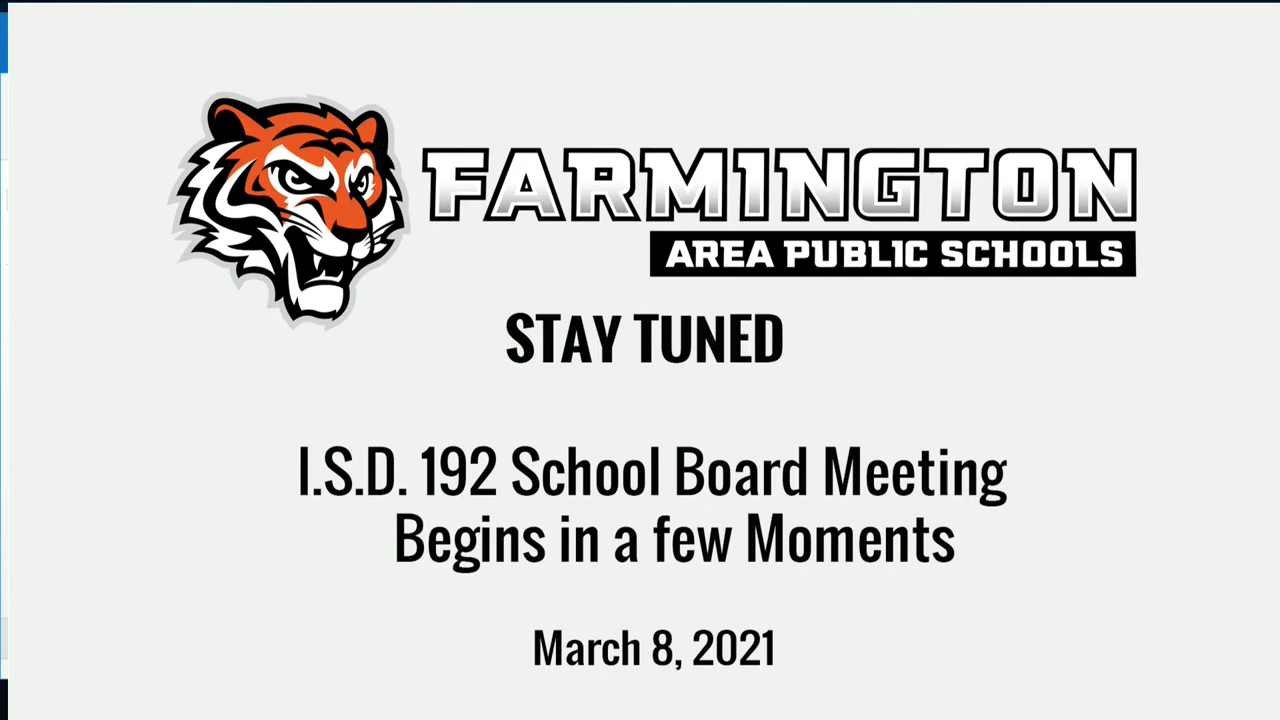 FARMINGTON
AREA PUBLIC SCHOOLS
STAY TUNED
I.S.D. 192 School Board Meeting
Begins in a few Moments
March 8, 2021